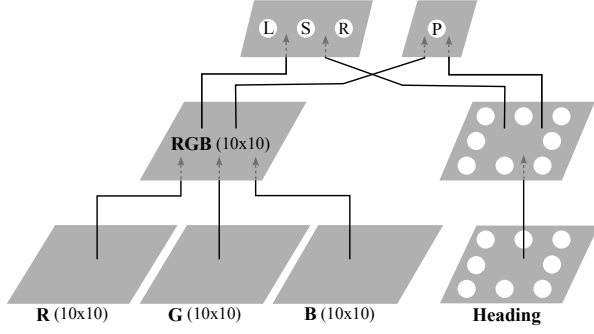 L S R P
RGB (10x10)
R (10x10) G (10x10) B (10x10) Heading